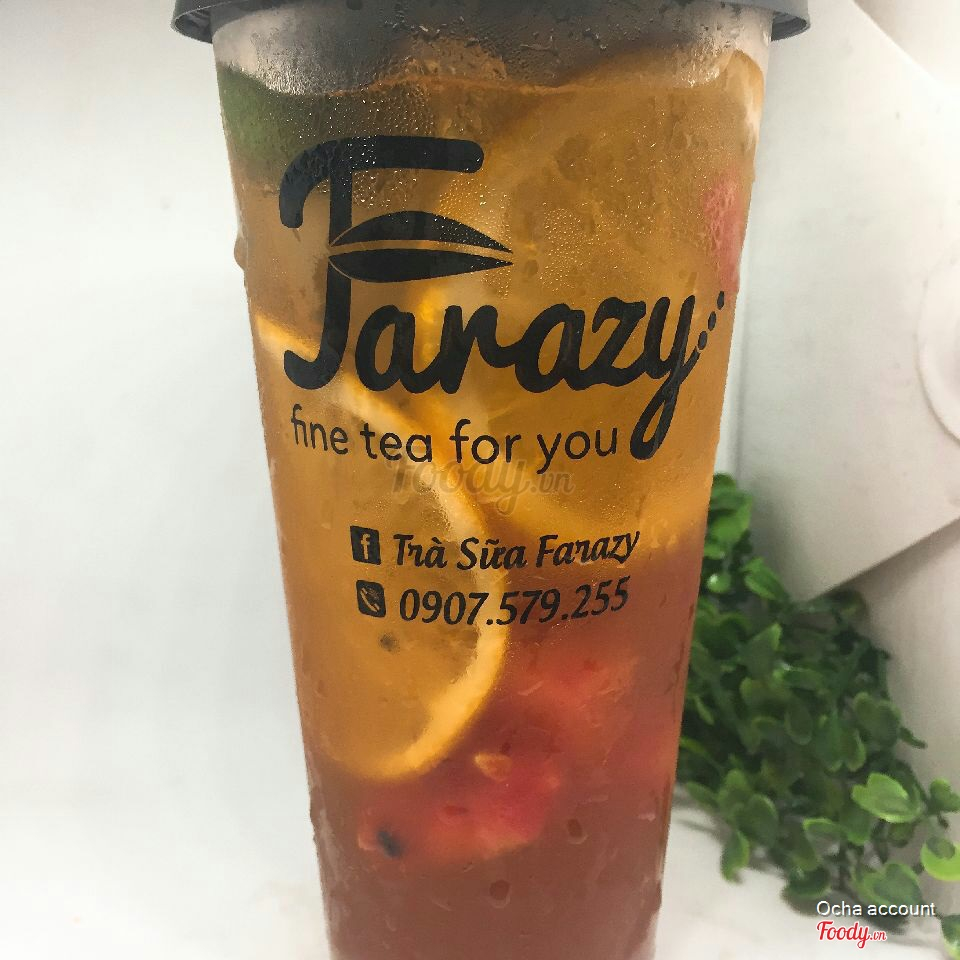 Farazy
fine tea for you
Foody.vn
f Trà Sữa Farazy
0907.579.255
Ocha account
Foody.vn